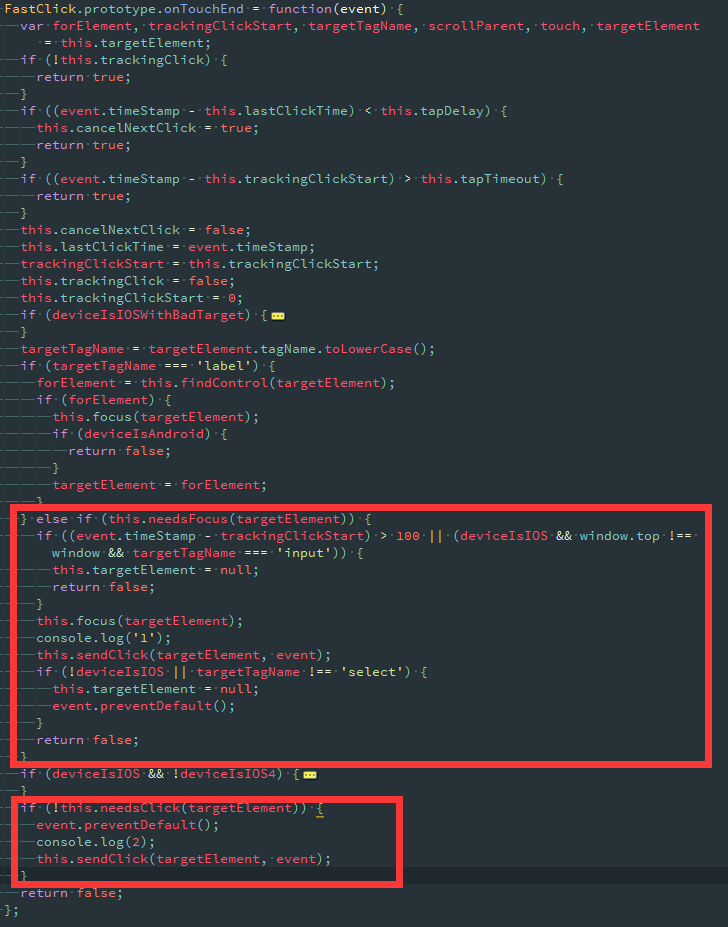 FastClick.prototype.onTouchEnd = function(event) {
var forElement, trackingClickStart, targetTagName, scrollParent, touch, targetElement
= this.targetElement;
if (!this.trackingClick) {
return true;
}
if ((event.timeStamp - this.lastClickTime) < this.tapDelay) {
this.cancelNextClick = true;
return true;
}
if ((event.timeStamp - this.trackingClickStart) > this.tapTimeout) {
return true;
}
this.cancelNextClick = false;
this.lastClickTime = event.timeStamp;
trackingClickStart = this.trackingClickStart;
this.trackingClick = false;
this.trackingClickStart = 0;
if (deviceIsIOSWithBadTarget) {
}
targetTagName = targetElement.tagName.toLowerCase();
if (targetTagName === 'label') {
forElement = this.findControl(targetElement);
if (forElement) {
this.focus(targetElement);
if (deviceIsAndroid) {
return false;
}
targetElement = forElement;
}
} else if (this.needsFocus(targetElement)) {
if ((event.timeStamp - trackingClickStart) > 100 || (deviceIsIOS && window.top !==
window && targetTagName === 'input')) {
this.targetElement = null;
return false;
}
this.focus(targetElement);
console.log('1');
this.sendClick(targetElement, event);
if (!deviceIsIOS || targetTagName !== 'select') {
this.targetElement = null;
event.preventDefault();
}
return false;
}
if (deviceIsIOS && !deviceIsIOS4) {
}
if (!this.needsClick(targetElement)) {
event.preventDefault();
console.log(2);
this.sendClick(targetElement, event);
}
return false;
};